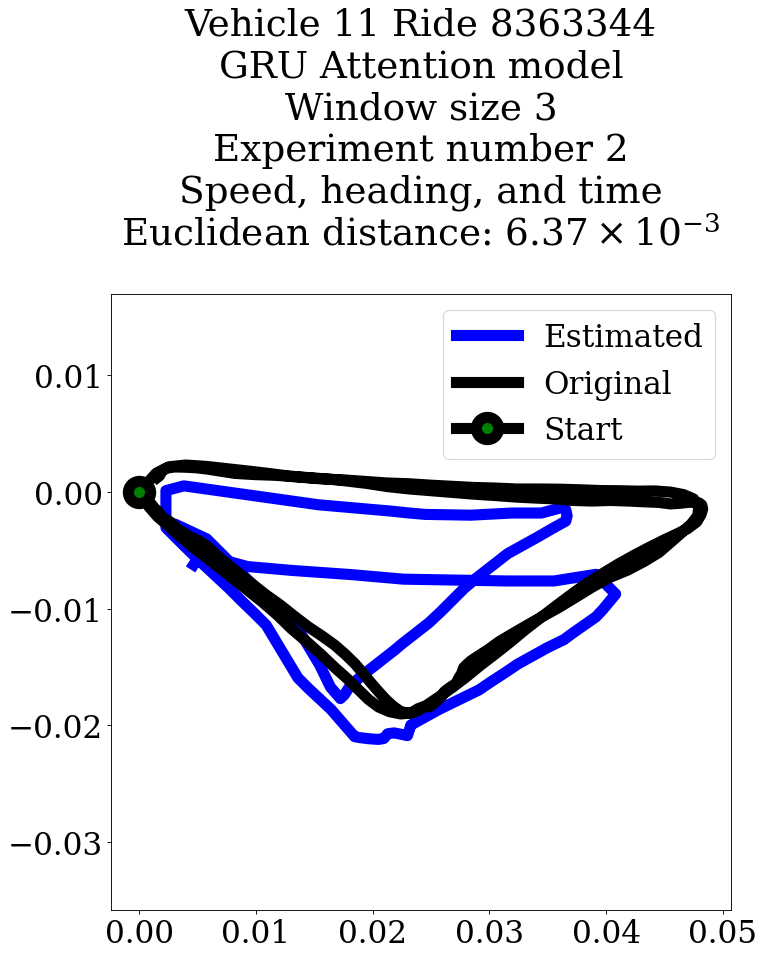 Vehicle 11 Ride 8363344
GRU Attention model
Window size 3
Experiment number 2
Speed, heading, and time
Euclidean distance: 6.37 × 10⁻³
Estimated
Original
Start
0.01
0.00
−0.01
−0.02
−0.03
0.00 0.01 0.02 0.03 0.04 0.05